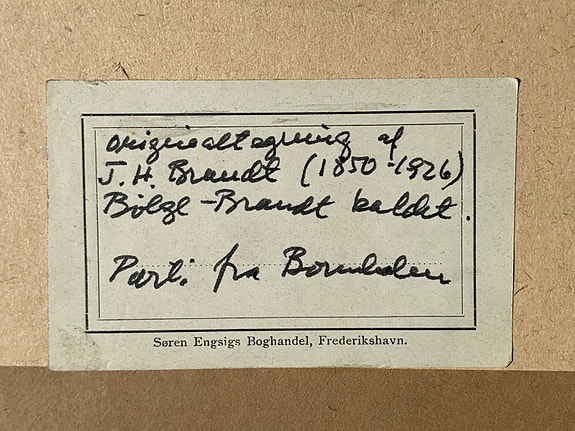 originaltegning af
J. H. Brandt (1850-1926)
Bølge-Brandt kaldet.
Parti fra Bornholm
Søren Engsigs Boghandel, Frederikshavn.